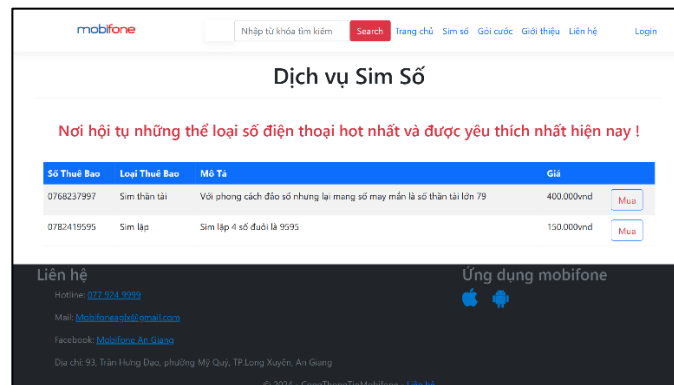 mobifone
Nhập từ khóa tìm kiếm Search Trang chủ Sim số Gói cước Giới thiệu Liên hệ Login
Dịch vụ Sim Số
Nơi hội tụ những thể loại số điện thoại hot nhất và được yêu thích nhất hiện nay !
Số Thuê Bao Loại Thuê Bao Mô Tả Giá
0768237997 Sim thần tài Với phong cách đảo số nhưng lại mang số may mắn là số thần tài lớn 79 400.000vnd Mua
0782419595 Sim lặp Sim lặp 4 số đuôi là 9595 150.000vnd Mua
Liên hệ Ứng dụng mobifone
Hotline: 077 924 9999
Mail: Mobifoneaglx@gmail.com
Facebook: Mobifone An Giang
Địa chỉ: 93, Trần Hưng Đạo, phường Mỹ Quý, TP.Long Xuyên, An Giang
© 2024 - CongThongTinMobifone - Liên hệ